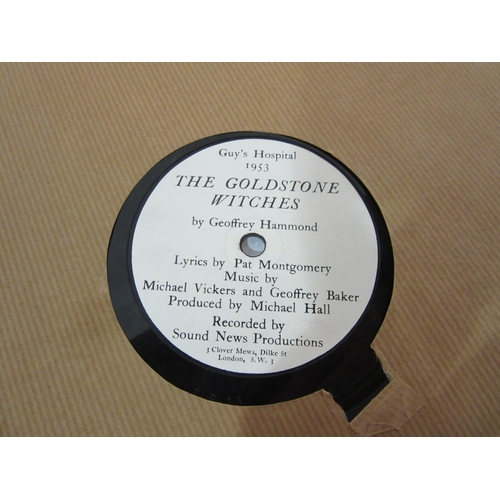 Guy's Hospital
1953
THE GOLDSTONE
WITCHES
by Geoffrey Hammond
Lyrics by Pat Montgomery
Music by
Michael Vickers and Geoffrey Baker
Produced by Michael Hall
Recorded by
Sound News Productions
3 Clover Mews, Dilke St
London, S.W. 3